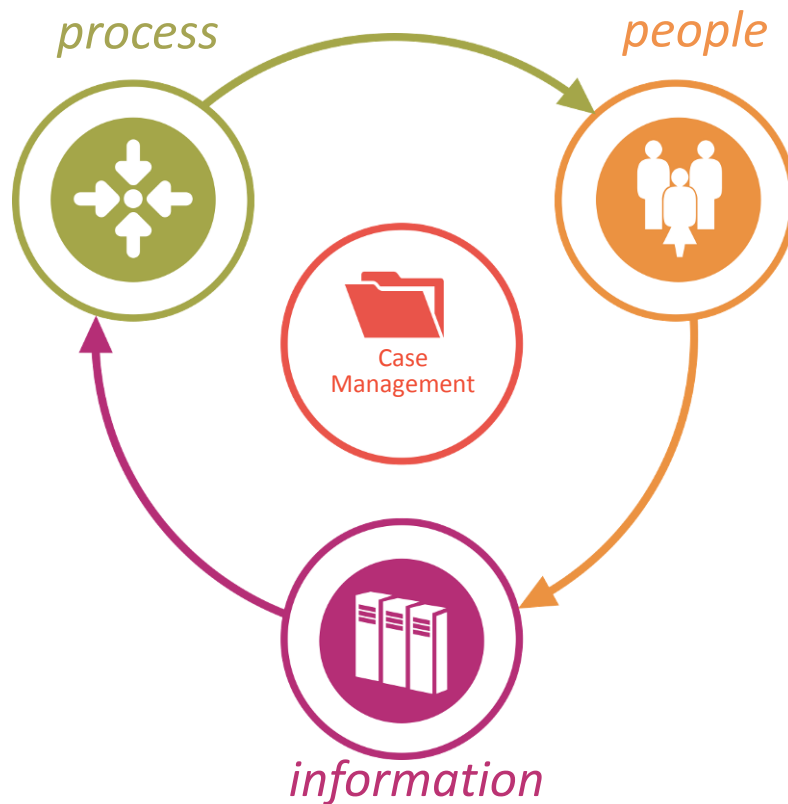 process
people
Case
Management
information